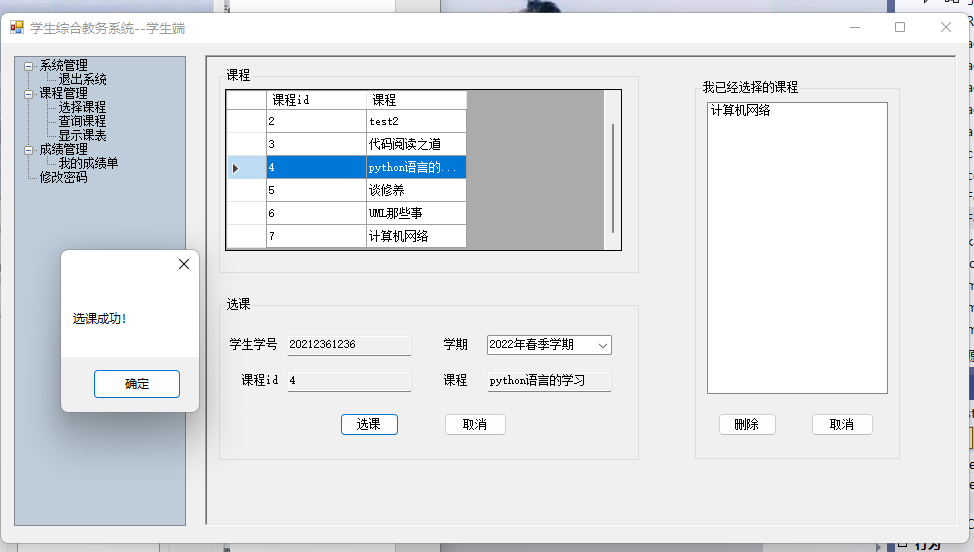 学生综合教务系统--学生端
系统管理
退出系统
课程管理
选择课程
查询课程
显示课表
成绩管理
我的成绩单
修改密码
课程
课程id 课程
2 test2
3 代码阅读之道
4 python语言的...
5 谈修养
6 UML那些事
7 计算机网络
我已经选择的课程
计算机网络
删除 取消
选课
学生学号 20212361236 学期 2022年春季学期
课程id 4 课程 python语言的学习
选课 取消
选课成功!
确定